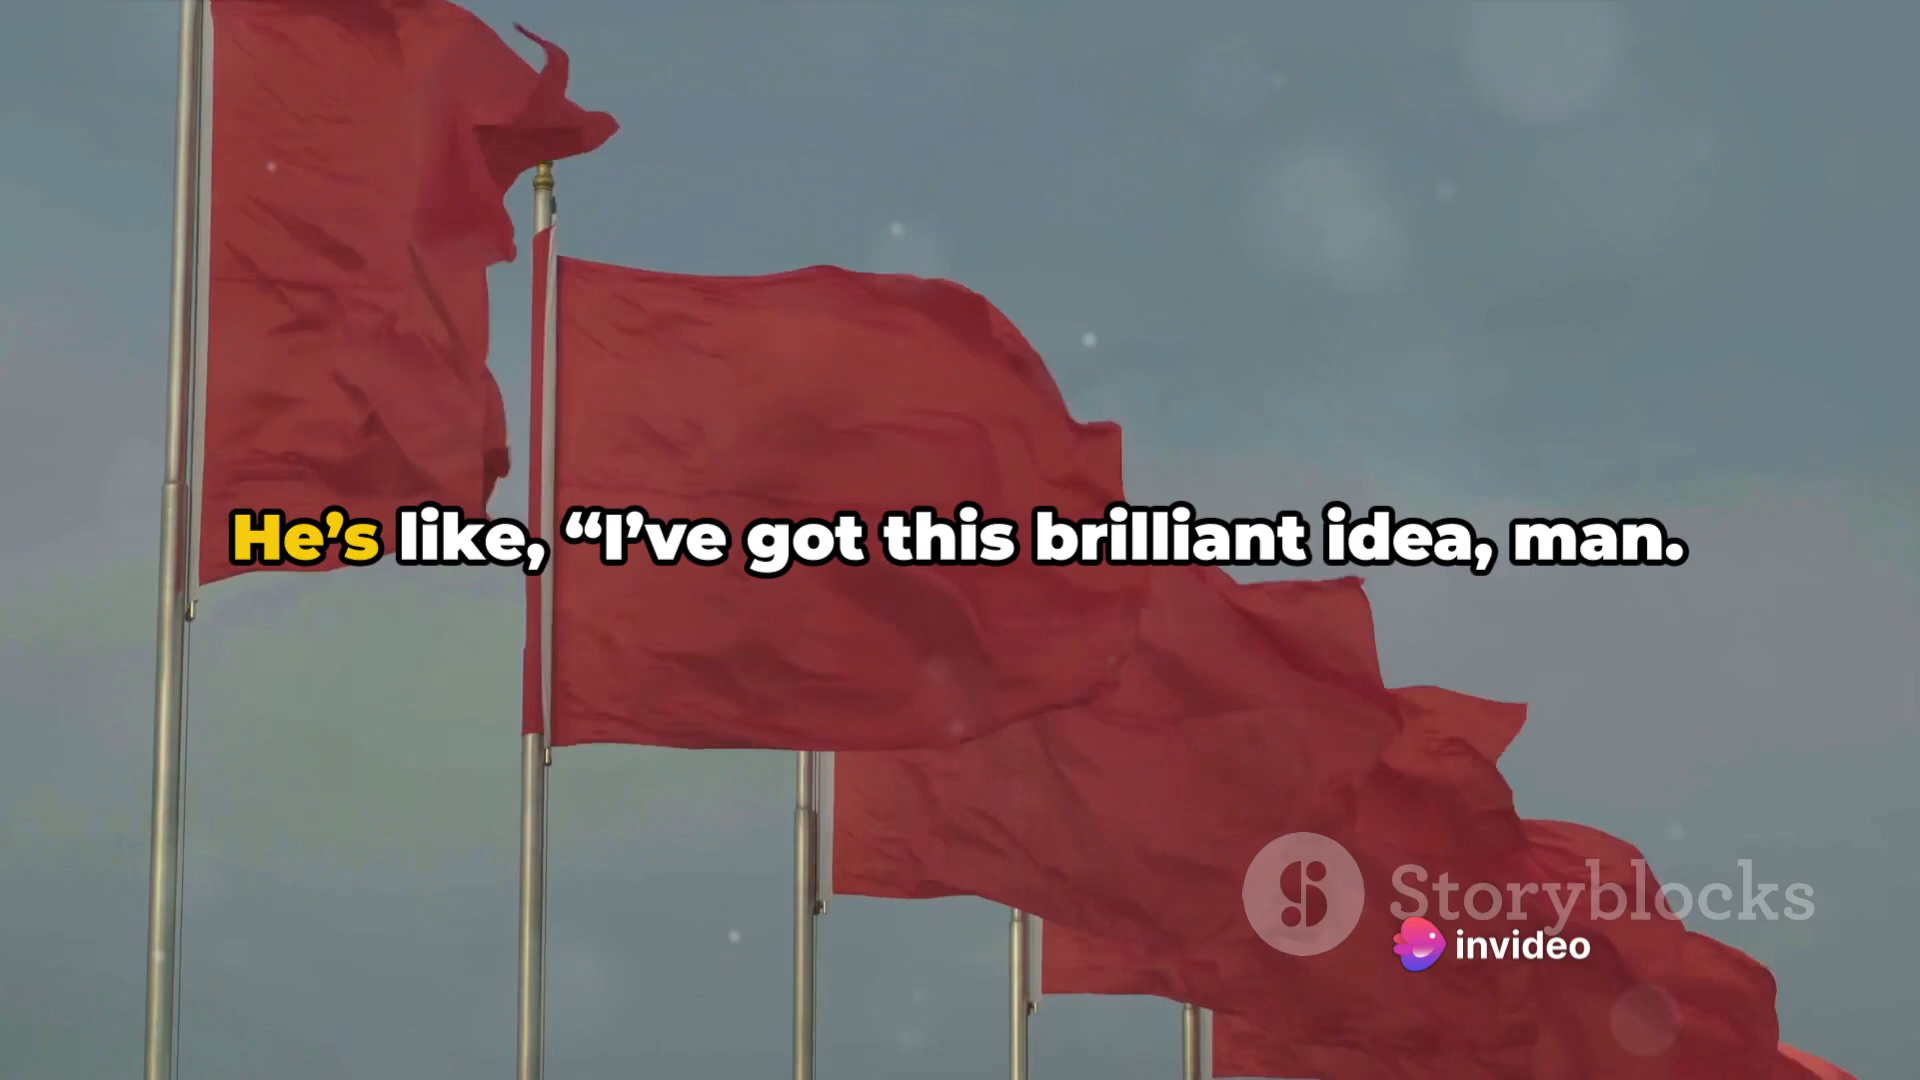 He’s like, “I’ve got this brilliant idea, man.
Storyblocks
invideo